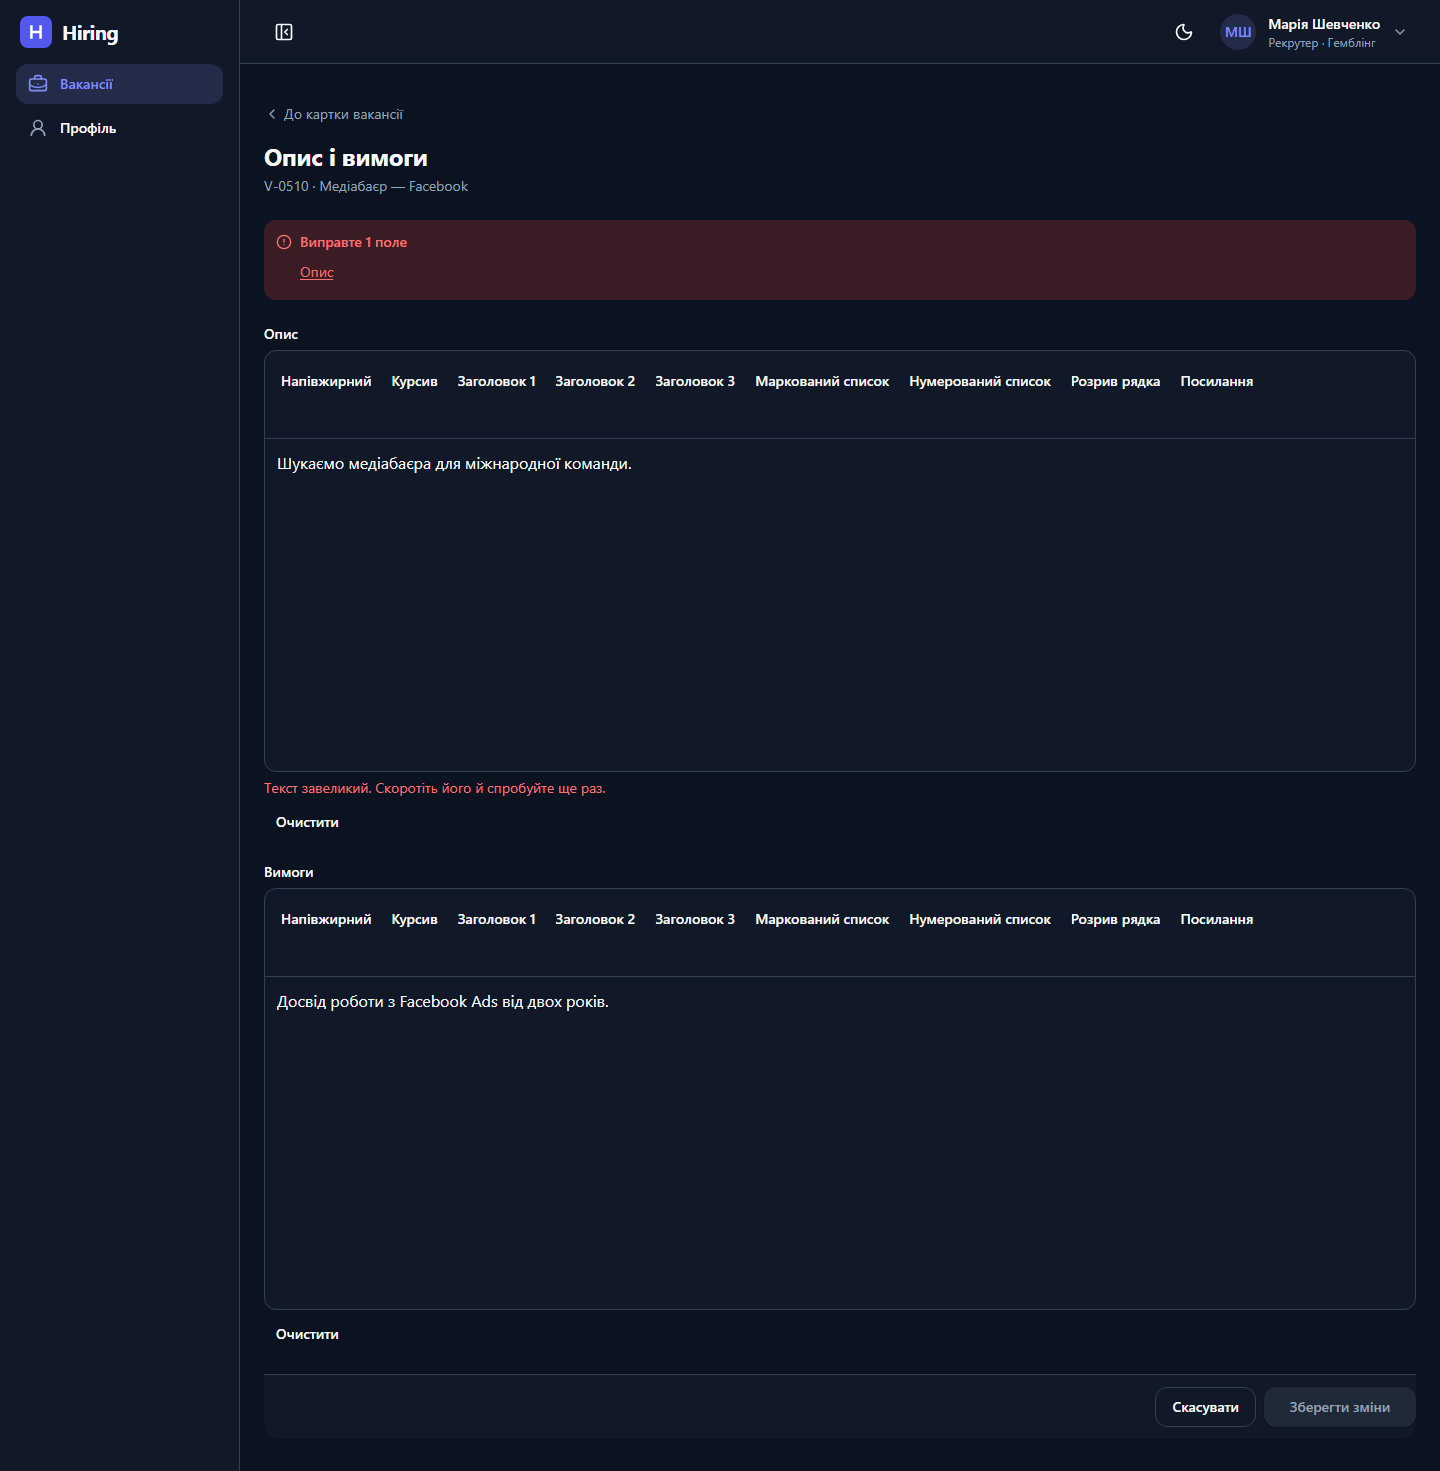 H Hiring
Вакансії
Профіль
МШ
Марія Шевченко
Рекрутер · Гемблінг
До картки вакансії
Опис і вимоги
V-0510 · Медіабаєр — Facebook
Виправте 1 поле
Опис
Опис
Напівжирний Курсив Заголовок 1 Заголовок 2 Заголовок 3 Маркований список Нумерований список Розрив рядка Посилання
Шукаємо медіабаєра для міжнародної команди.
Текст завеликий. Скоротіть його й спробуйте ще раз.
Очистити
Вимоги
Напівжирний Курсив Заголовок 1 Заголовок 2 Заголовок 3 Маркований список Нумерований список Розрив рядка Посилання
Досвід роботи з Facebook Ads від двох років.
Очистити
Скасувати Зберегти зміни